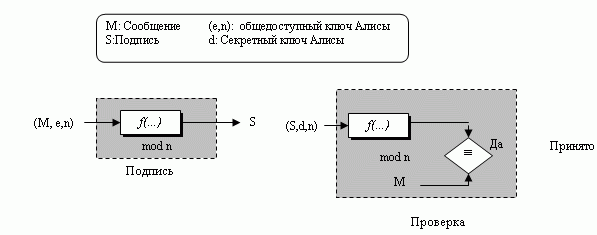 M: Сообщение (e,n): общедоступный ключ Алисы
S:Подпись d: Секретный ключ Алисы
(M, e,n) f(...) S
mod n
Подпись
(S,d,n) f(...)
Да
Принято
mod n
≡
M
Проверка